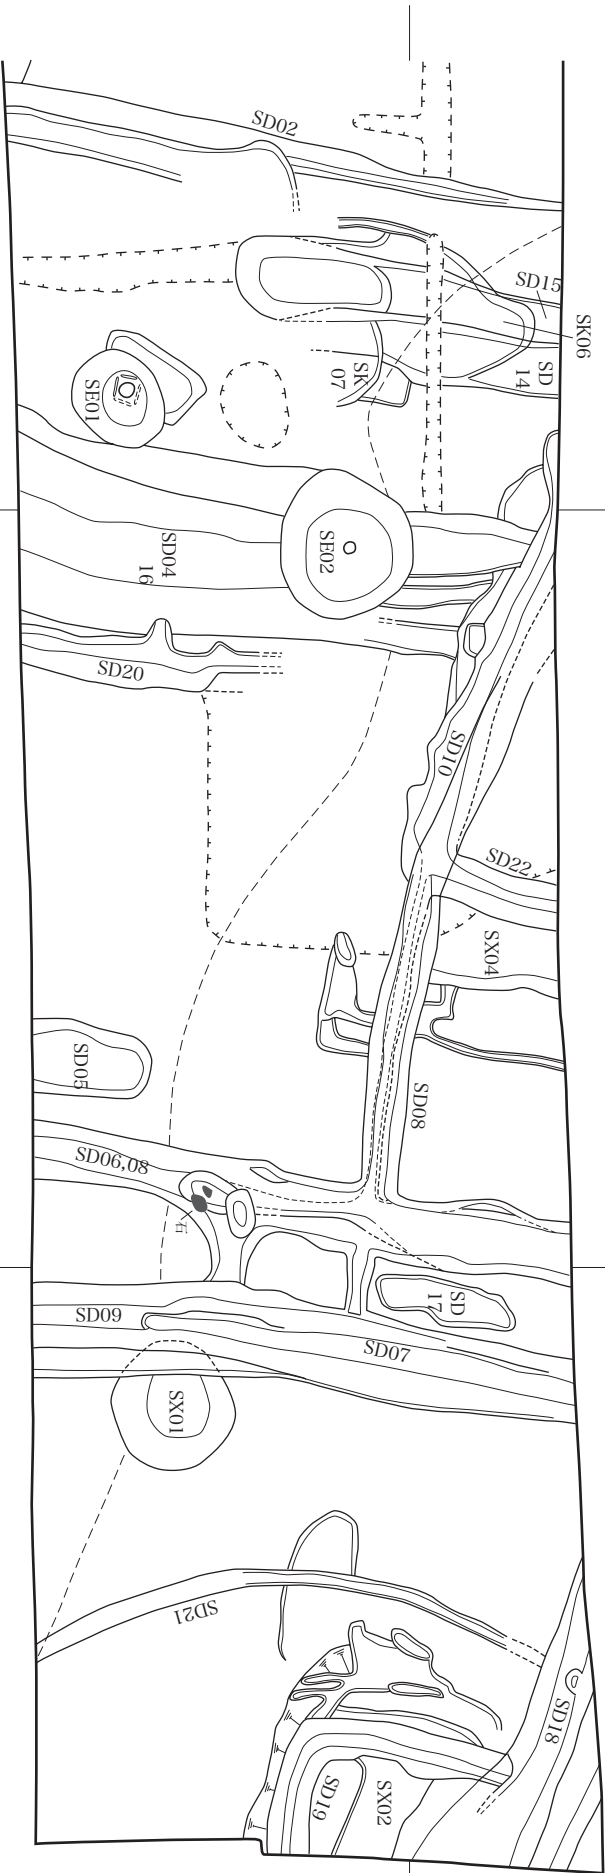 SD02
SD15
SK06
SD
14
SK
07
SE01
SE02
SD04
16
SD20
SD10
SD22
SX04
SD05
SD08
SD06,08
石
SD
17
SD09
SD07
SX01
SD21
SD18
SD19
SX02